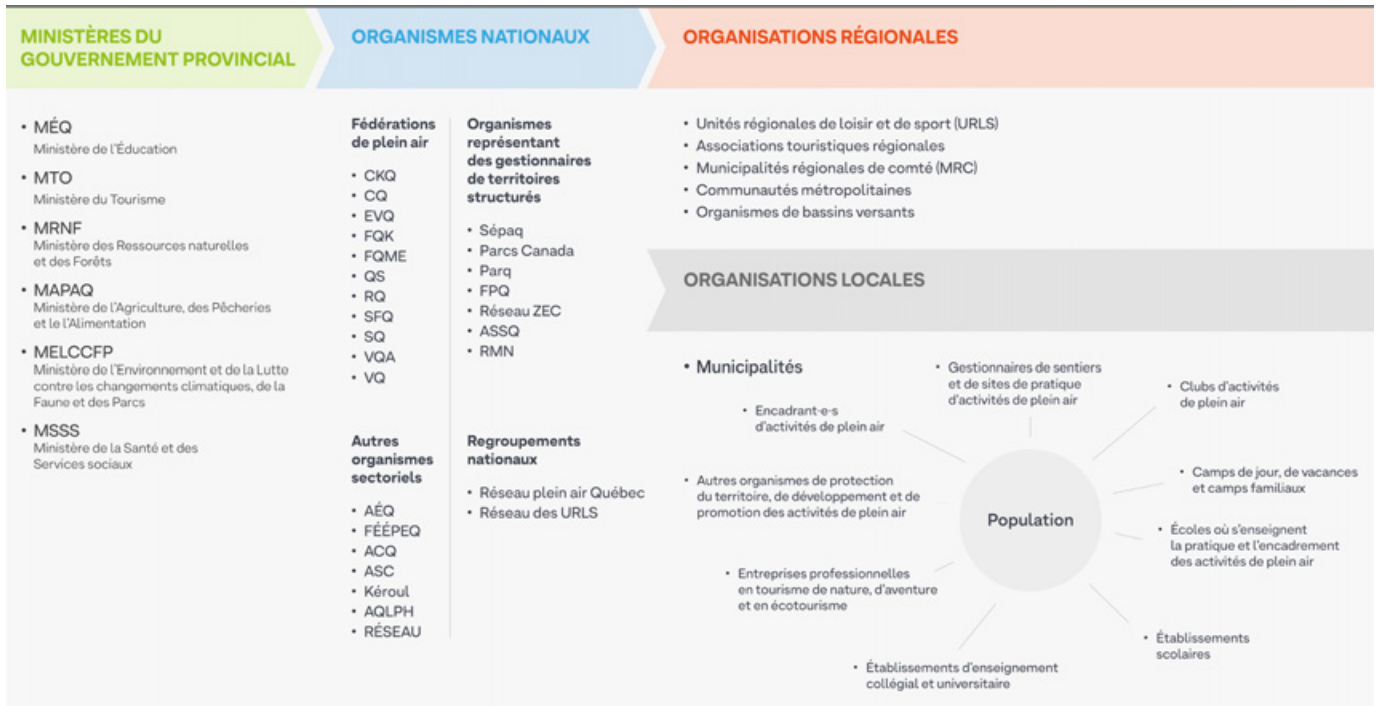 MINISTÈRES DU
GOUVERNEMENT PROVINCIAL
• MÉQ
Ministère de l'Éducation
• MTO
Ministère du Tourisme
• MRNF
Ministère des Ressources naturelles
et des Forêts
• MAPAQ
Ministère de l'Agriculture, des Pêcheries
et le l'Alimentation
• MELCCFP
Ministère de l'Environnement et de la Lutte
contre les changements climatiques, de la
Faune et des Parcs
• MSSS
Ministère de la Santé et des
Services sociaux
ORGANISMES NATIONAUX
Fédérations
de plein air
• CKQ
• CQ
• EVQ
• FQK
• FQME
• QS
• RQ
• SFQ
• SQ
• VQA
• VQ
Organismes
représentant
des gestionnaires
de territoires
structurés
• Sépaq
• Parcs Canada
• Parq
• FPQ
• Réseau ZEC
• ASSQ
• RMN
Autres
organismes
sectoriels
• AÉQ
• FÉÉPEQ
• ACQ
• ASC
• Kéroul
• AQLPH
• RÉSEAU
Regroupements
nationaux
• Réseau plein air Québec
• Réseau des URLS
ORGANISATIONS RÉGIONALES
• Unités régionales de loisir et de sport (URLS)
• Associations touristiques régionales
• Municipalités régionales de comté (MRC)
• Communautés métropolitaines
• Organismes de bassins versants
ORGANISATIONS LOCALES
• Municipalités
• Gestionnaires de sentiers
et de sites de pratique
d'activités de plein air
• Clubs d'activités
de plein air
• Encadrant·e·s
d'activités de plein air
• Autres organismes de protection
du territoire, de développement et de
promotion des activités de plein air
• Camps de jour, de vacances
et camps familiaux
Population
• Écoles où s'enseignent
la pratique et l'encadrement
des activités de plein air
• Entreprises professionnelles
en tourisme de nature, d'aventure
et en écotourisme
• Établissements
scolaires
• Établissements d'enseignement
collégial et universitaire